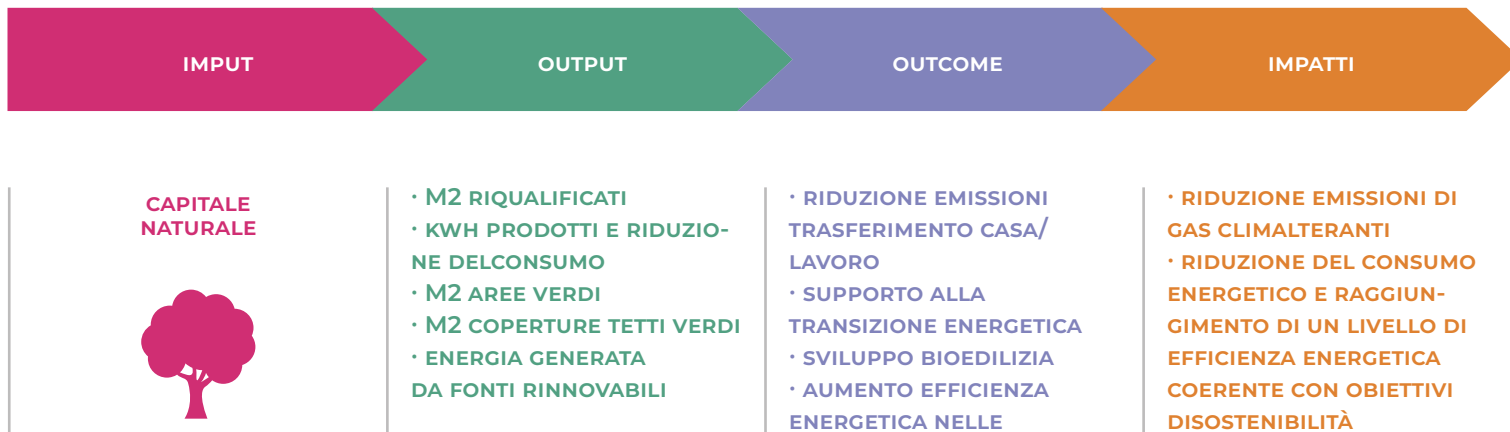 IMPUT
OUTPUT
OUTCOME
IMPATTI
CAPITALE
NATURALE
· M2 RIQUALIFICATI
· KWH PRODOTTI E RIDUZIO-
NE DELCONSUMO
· M2 AREE VERDI
· M2 COPERTURE TETTI VERDI
· ENERGIA GENERATA
DA FONTI RINNOVABILI
· RIDUZIONE EMISSIONI
TRASFERIMENTO CASA/
LAVORO
· SUPPORTO ALLA
TRANSIZIONE ENERGETICA
· SVILUPPO BIOEDILIZIA
· AUMENTO EFFICIENZA
ENERGETICA NELLE
· RIDUZIONE EMISSIONI DI
GAS CLIMALTERANTI
· RIDUZIONE DEL CONSUMO
ENERGETICO E RAGGIUN-
GIMENTO DI UN LIVELLO DI
EFFICIENZA ENERGETICA
COERENTE CON OBIETTIVI
DISOSTENIBILITÀ